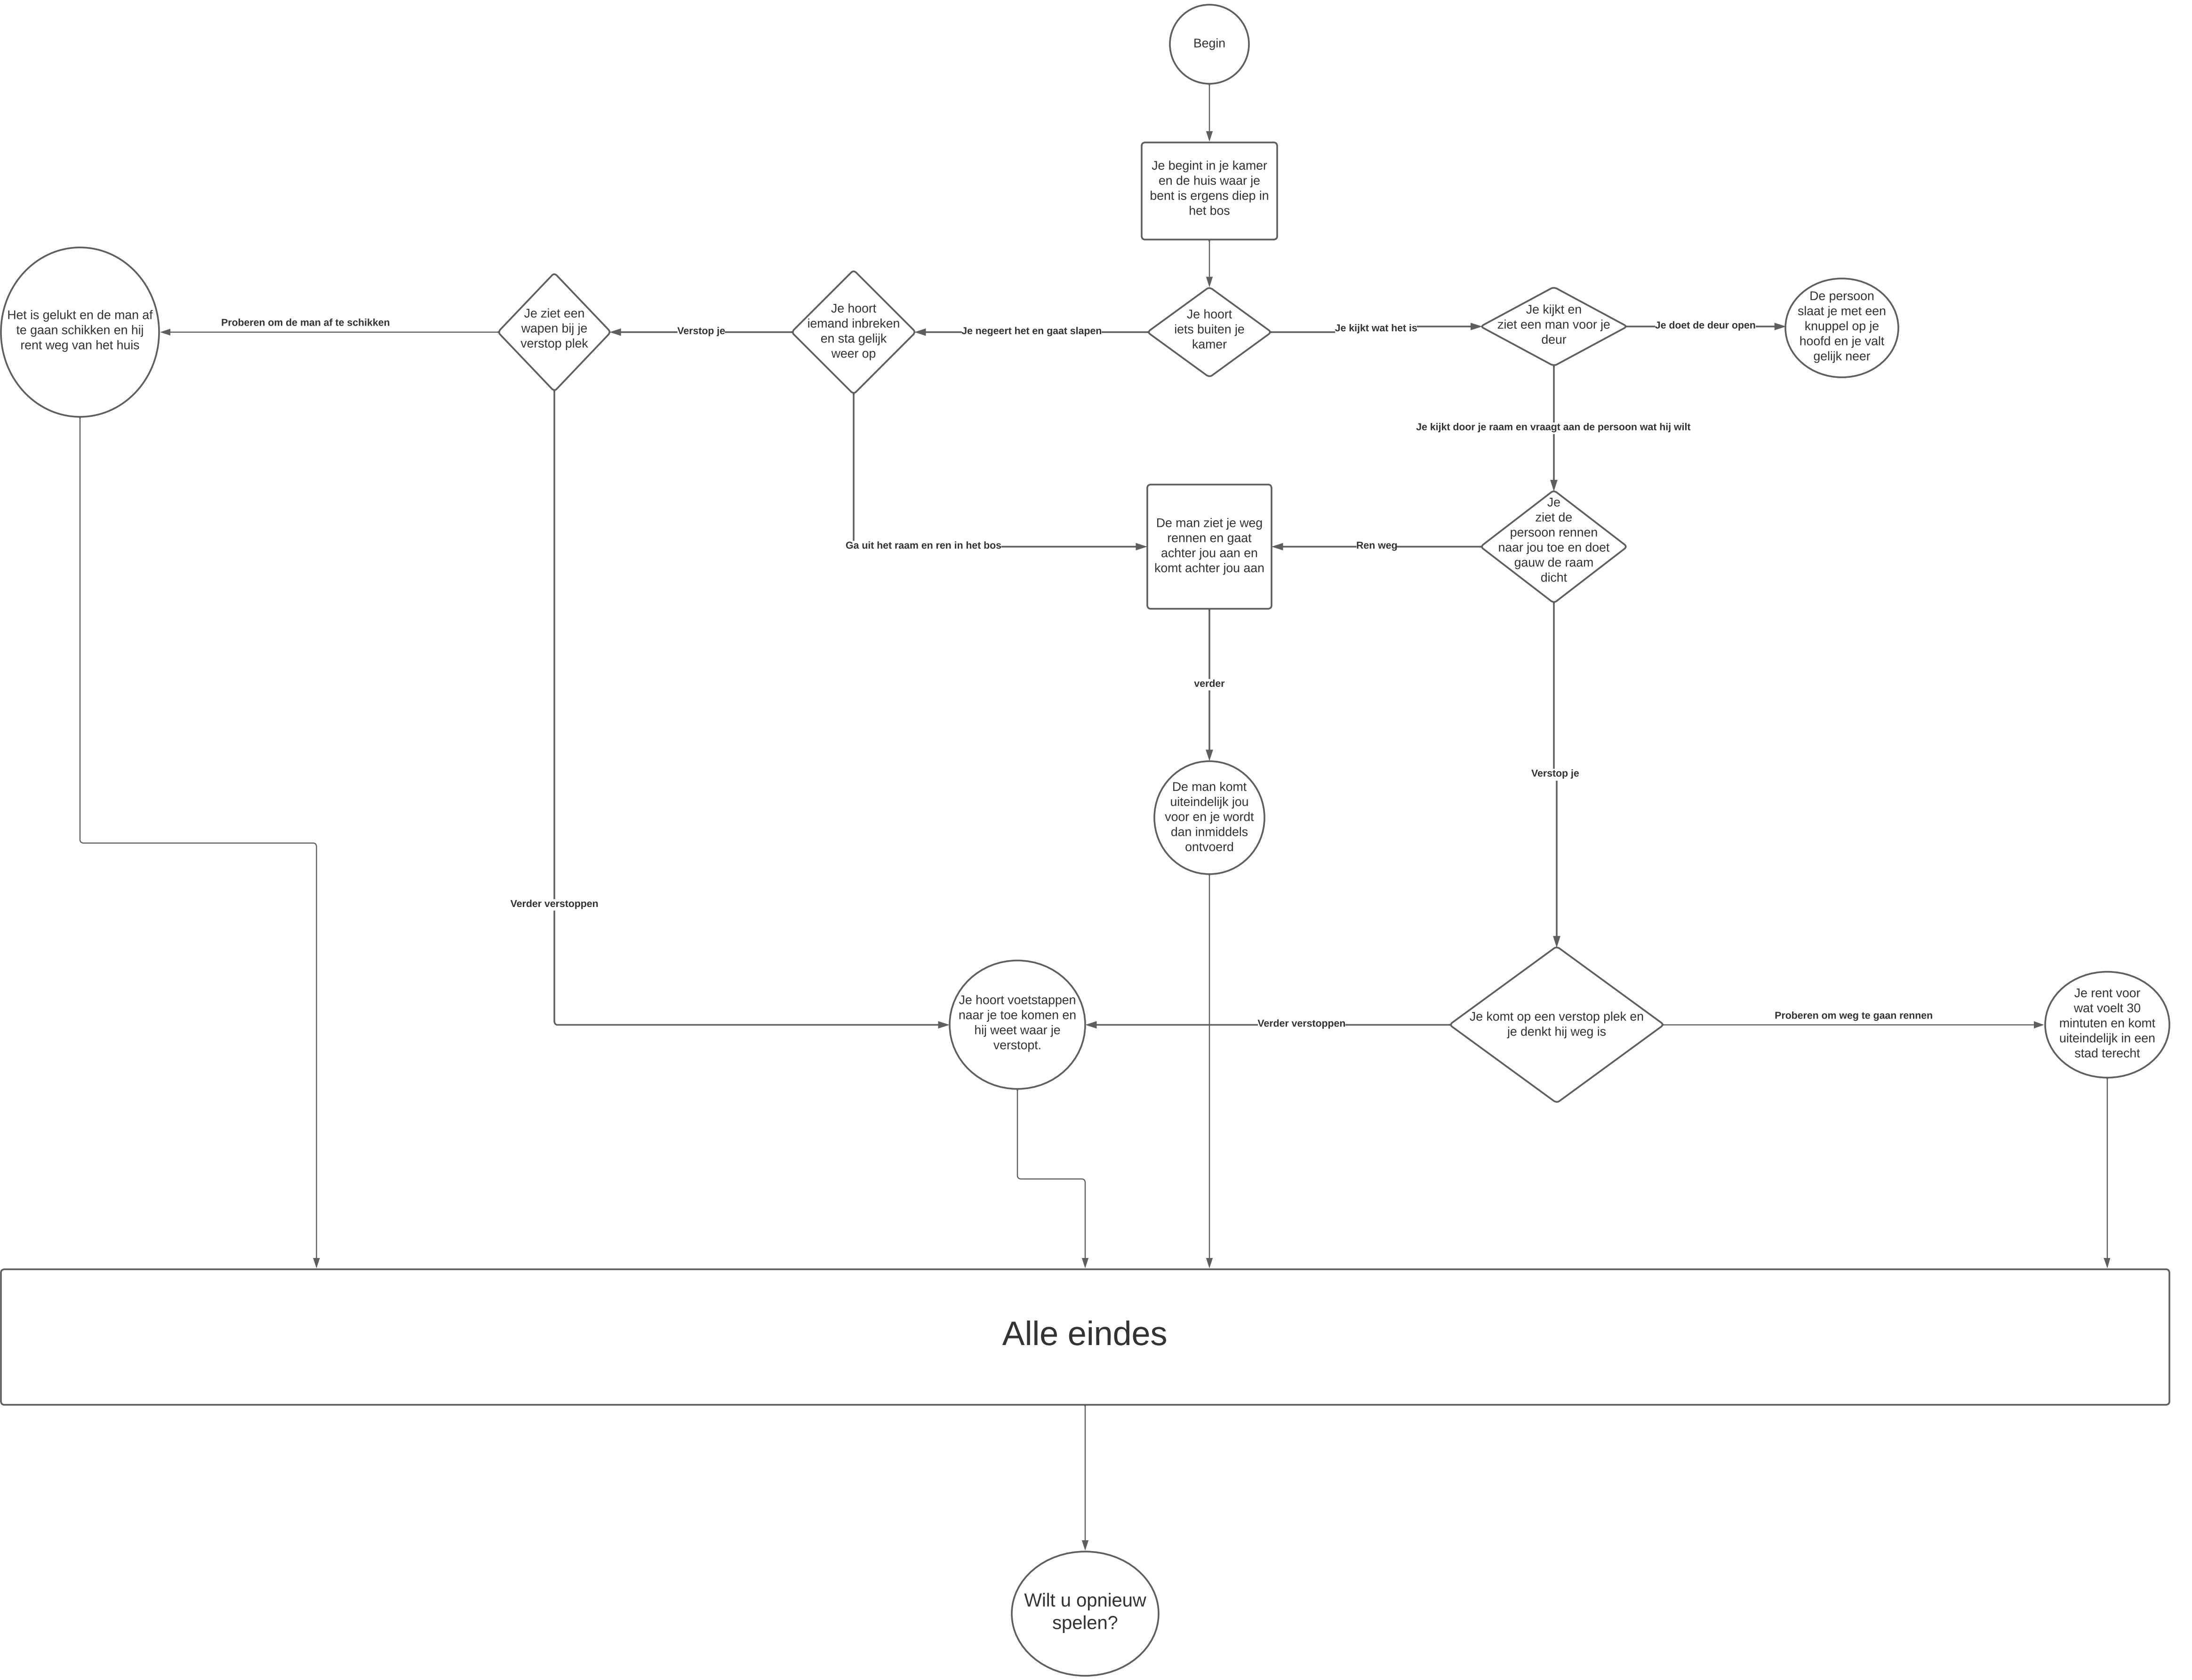 Begin
Je begint in je kamer
en de huis waar je
bent is ergens diep in
het bos
Het is gelukt en de man af
te gaan schikken en hij
rent weg van het huis
Proberen om de man af te schikken
Je ziet een
wapen bij je
verstop plek
Verstop je
Je hoort
iemand inbreken
en sta gelijk
weer op
Je negeert het en gaat slapen
Je hoort
iets buiten je
kamer
Je kijkt wat het is
Je kijkt en
ziet een man voor je
deur
Je doet de deur open
De persoon
slaat je met een
knuppel op je
hoofd en je valt
gelijk neer
Je kijkt door je raam en vraagt aan de persoon wat hij wilt
Ga uit het raam en ren in het bos
De man ziet je weg
rennen en gaat
achter jou aan en
komt achter jou aan
Ren weg
Je
ziet de
persoon rennen
naar jou toe en doet
gauw de raam
dicht
verder
Verstop je
De man komt
uiteindelijk jou
voor en je wordt
dan inmiddels
ontvoerd
Verder verstoppen
Je hoort voetstappen
naar je toe komen en
hij weet waar je
verstopt.
Verder verstoppen
Je komt op een verstop plek en
je denkt hij weg is
Proberen om weg te gaan rennen
Je rent voor
wat voelt 30
mintuten en komt
uiteindelijk in een
stad terecht
Alle eindes
Wilt u opnieuw
spelen?